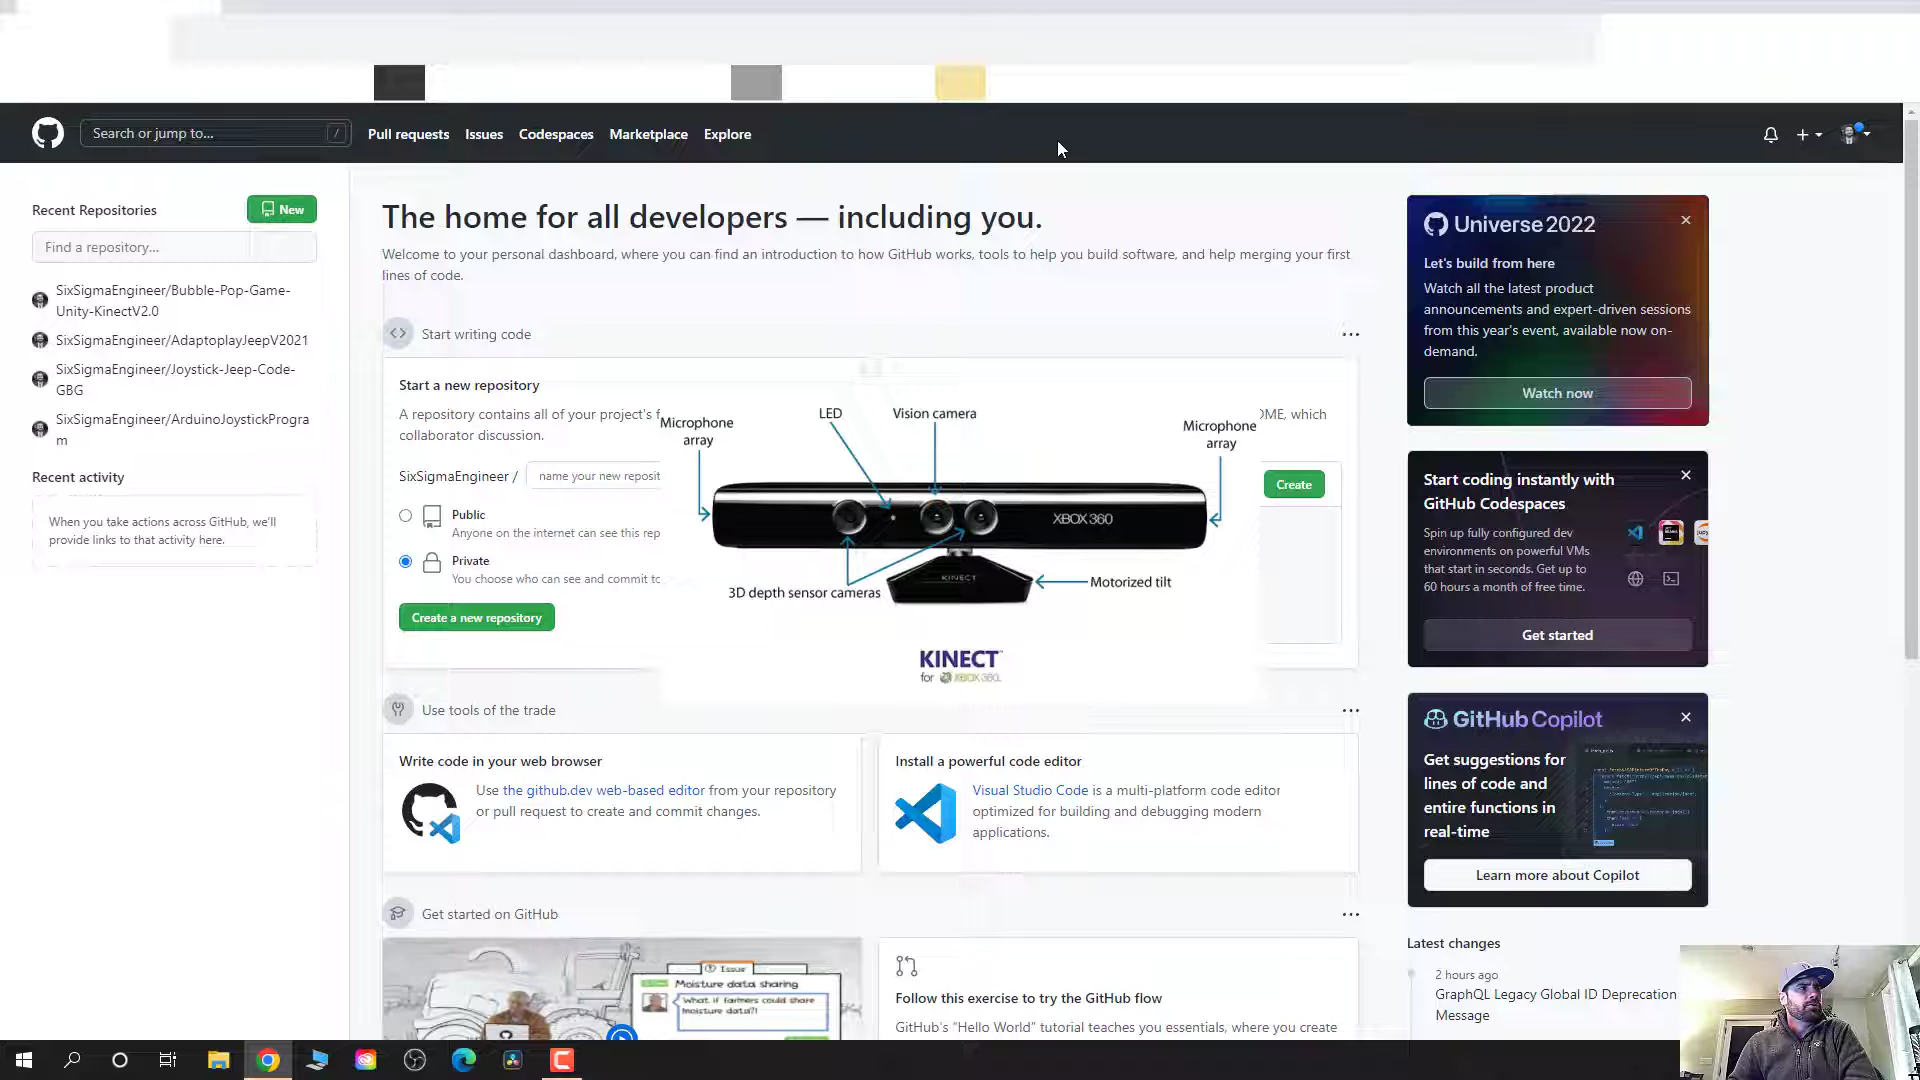 Search or jump to... /
Pull requests Issues Codespaces Marketplace Explore
Recent Repositories
New
Find a repository...
SixSigmaEngineer/Bubble-Pop-Game-
Unity-KinectV2.0
SixSigmaEngineer/AdaptoplayJeepV2021
SixSigmaEngineer/Joystick-Jeep-Code-
GBG
SixSigmaEngineer/ArduinoJoystickProgra
m
Recent activity
When you take actions across GitHub, we'll
provide links to that activity here.
The home for all developers — including you.
Welcome to your personal dashboard, where you can find an introduction to how GitHub works, tools to help you build software, and help merging your first
lines of code.
Start writing code
Start a new repository
A repository contains all of your project's f
collaborator discussion.
which
SixSigmaEngineer /
name your new reposit
Create
Public
Anyone on the internet can see this rep
Private
You choose who can see and commit to
Create a new repository
Microphone
array
LED
Vision camera
Microphone
array
XBOX360
KINECT
3D depth sensor cameras
Motorized tilt
KINECT
for XBOX 360.
Use tools of the trade
Write code in your web browser
Use the github.dev web-based editor from your repository
or pull request to create and commit changes.
Install a powerful code editor
Visual Studio Code is a multi-platform code editor
optimized for building and debugging modern
applications.
Get started on GitHub
Issue
Moisture data sharing
What if farmers could share
moisture data?!
Follow this exercise to try the GitHub flow
GitHub's "Hello World" tutorial teaches you essentials, where you create
Universe 2022
Let's build from here
Watch all the latest product
announcements and expert-driven sessions
from this year's event, available now on-
demand.
Watch now
Start coding instantly with
GitHub Codespaces
Spin up fully configured dev
environments on powerful VMs
that start in seconds. Get up to
60 hours a month of free time.
Get started
GitHub Copilot
Get suggestions for
lines of code and
entire functions in
real-time
Learn more about Copilot
Latest changes
2 hours ago
GraphQL Legacy Global ID Deprecation
Message